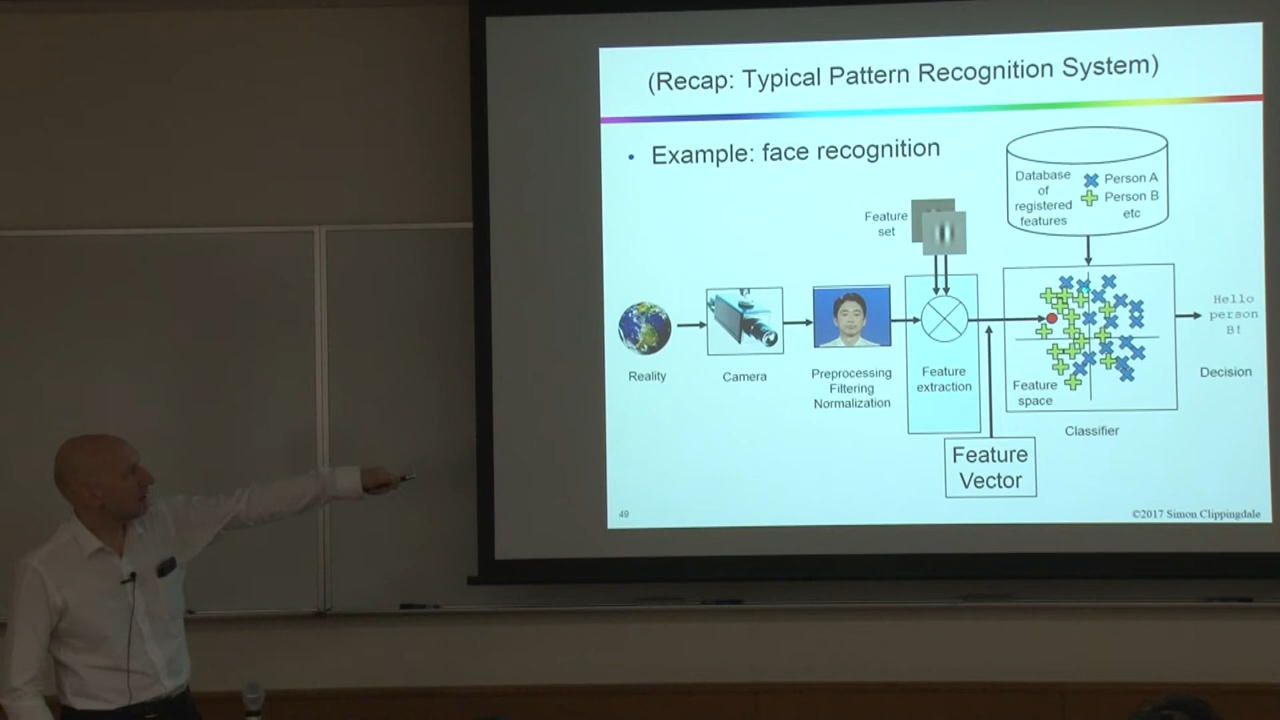 (Recap: Typical Pattern Recognition System)
• Example: face recognition
Database
of
registered
features
Person A
Person B
etc
Feature
set
Hello
person
B!
Reality
Camera
Preprocessing
Filtering
Normalization
Feature
extraction
Feature
space
Decision
Classifier
Feature
Vector
49
©2017 Simon Clippingdale